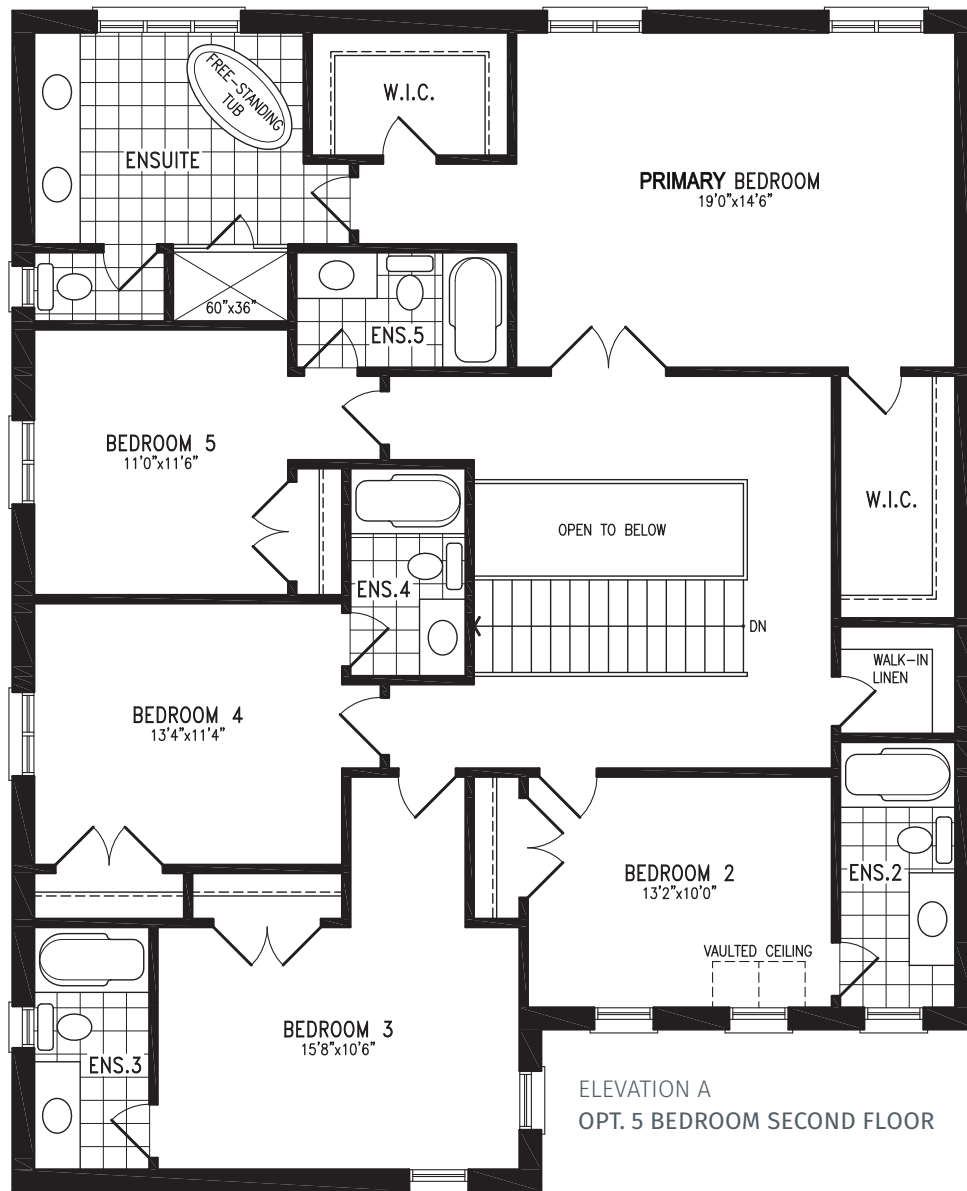 FREE-STANDING
TUB
W.I.C.
ENSUITE
PRIMARY BEDROOM
19'0"x14'6"
60"x36"
ENS.5
BEDROOM 5
11'0"x11'6"
W.I.C.
OPEN TO BELOW
ENS.4
DN
WALK-IN
LINEN
BEDROOM 4
13'4"x11'4"
BEDROOM 2
13'2"x10'0"
ENS.2
VAULTED CEILING
BEDROOM 3
15'8"x10'6"
ENS.3
ELEVATION A
OPT. 5 BEDROOM SECOND FLOOR